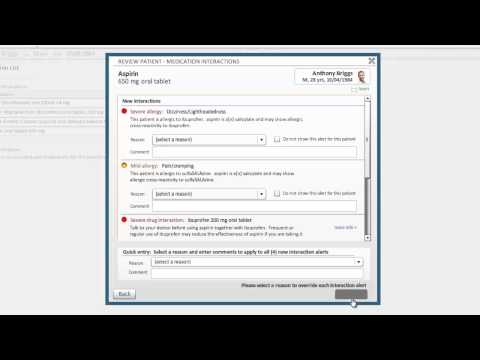 REVIEW PATIENT - MEDICATION INTERACTIONS
Aspirin
650 mg oral tablet
Anthony Briggs
M, 28 yrs, 10/04/1984
New interactions
Severe allergy: Dizziness/Lightheadedness
This patient is allergic to ibuprofen. aspirin is a(n) salicylate and may show allergic
cross-reactivity to ibuprofen.
Reason: (select a reason)
Do not show this alert for this patient
Comment
Mild allergy: Pain/cramping
This patient is allergic to sulfaSALAzine. aspirin is a(n) salicylate and may show
allergic cross-reactivity to sulfaSALAzine.
Reason: (select a reason)
Do not show this alert for this patient
Comment
Severe drug interaction: ibuprofen 200 mg oral tablet
Talk to your doctor before using aspirin together with ibuprofen. Frequent or
regular use of ibuprofen may reduce the effectiveness of aspirin if you are taking it
more info
Quick entry: Select a reason and enter comments to apply to all (4) new interaction alerts
Reason: (select a reason)
Comment
Please select a reason to override each interaction alert
Back